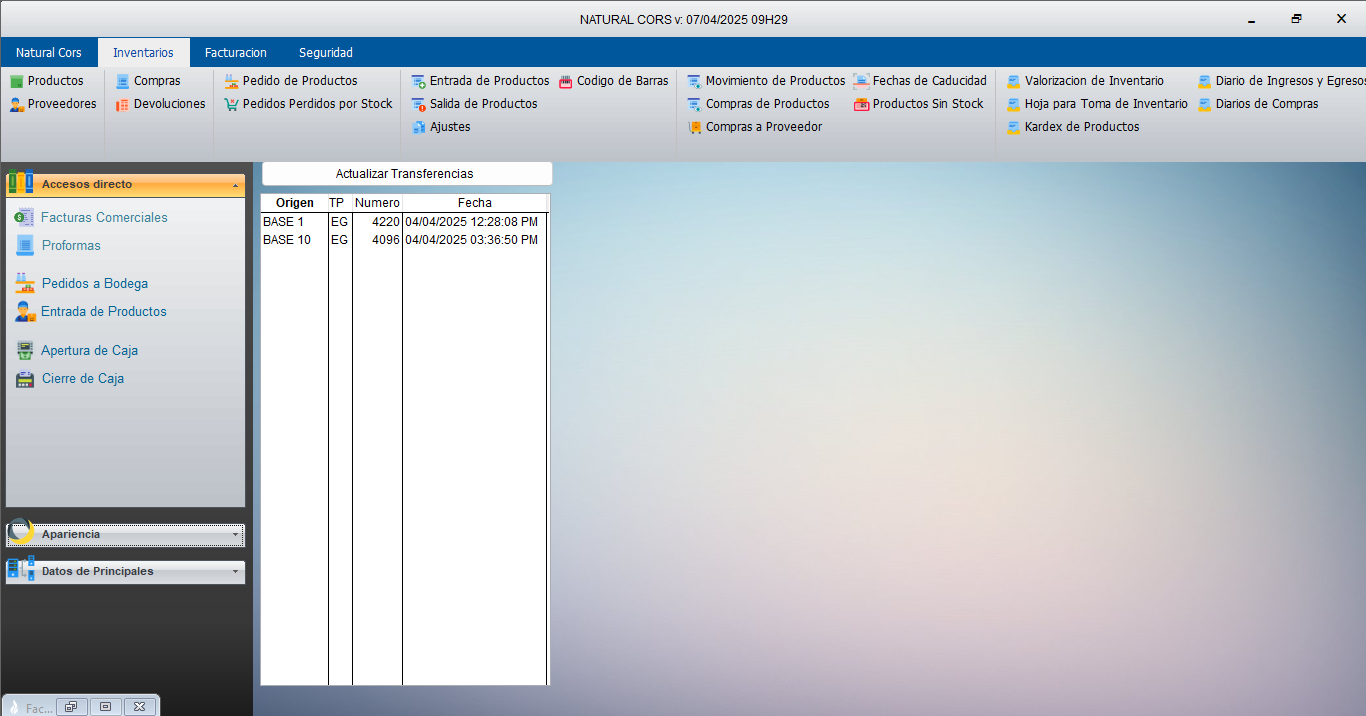 NATURAL CORS v: 07/04/2025 09H29
Natural Cors Inventarios Facturacion Seguridad
Productos Compras Pedido de Productos Entrada de Productos Codigo de Barras Movimiento de Productos Fechas de Caducidad Valorizacion de Inventario Diario de Ingresos y Egresos
Proveedores Devoluciones Pedidos Perdidos por Stock Salida de Productos Compras de Productos Productos Sin Stock Hoja para Toma de Inventario Diarios de Compras
Ajustes Compras a Proveedor Kardex de Productos
Accesos directo
Facturas Comerciales
Proformas
Pedidos a Bodega
Entrada de Productos
Apertura de Caja
Cierre de Caja
Apariencia
Datos de Principales
Fac...
Actualizar Transferencias
Origen TP Numero Fecha
BASE 1 EG 4220 04/04/2025 12:28:08 PM
BASE 10 EG 4096 04/04/2025 03:36:50 PM